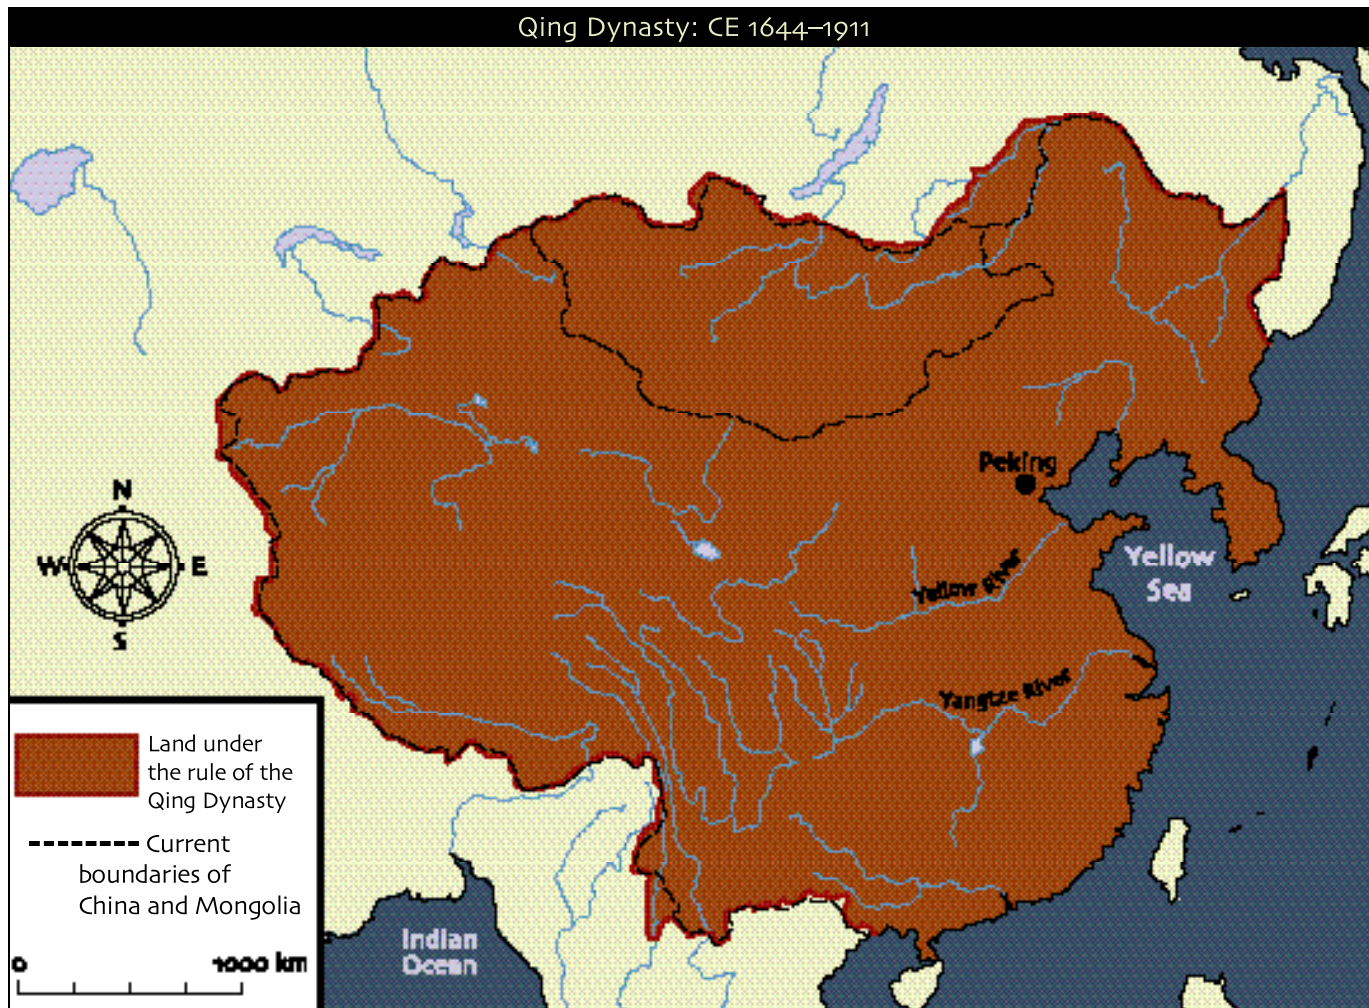 Qing Dynasty: CE 1644–1911
Peking
Yellow
Sea
Yellow River
Yangtze River
N
W
E
S
Land under
the rule of the
Qing Dynasty
Current
boundaries of
China and Mongolia
0 1000 km
Indian
Ocean